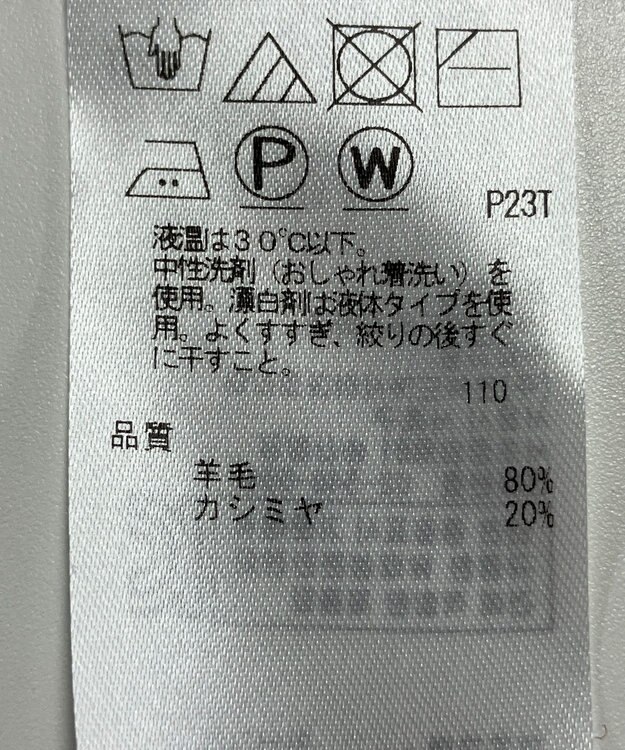 P W
P23T
液温は30℃以下。
中性洗剤（おしゃれ着洗い）を
使用。漂白剤は液体タイプを使
用。よくすすぎ、絞りの後すぐ
に干すこと。
110
品質
羊毛 80%
カシミヤ 20%